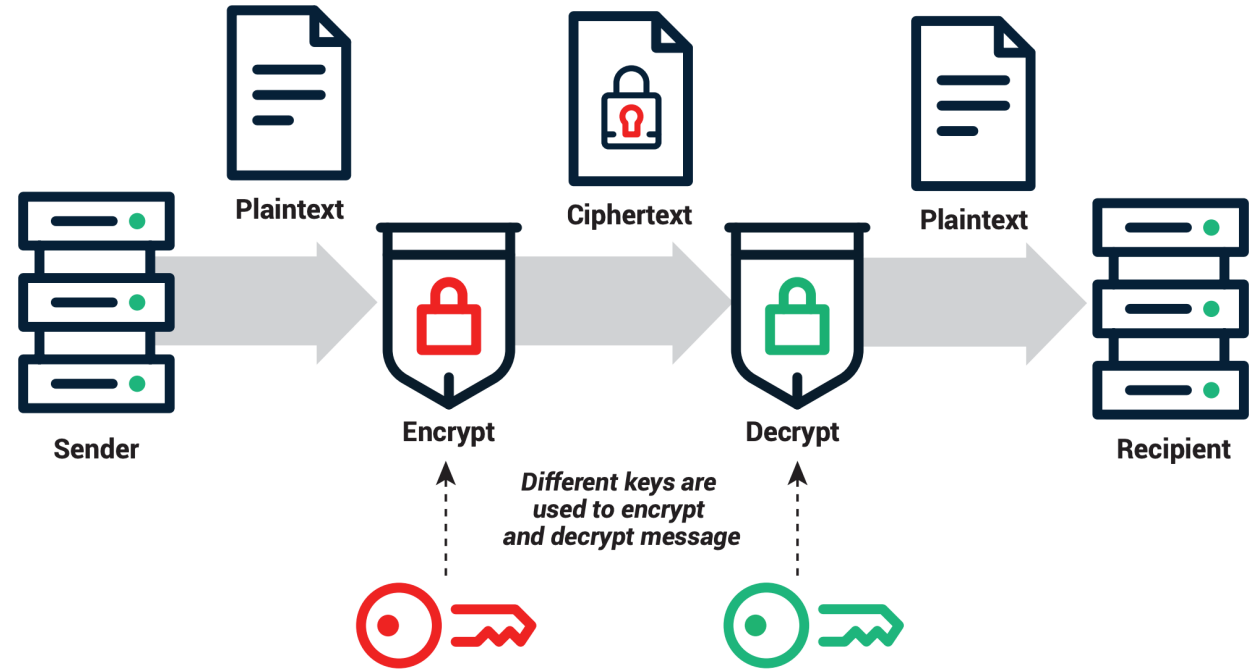 Plaintext
Ciphertext
Plaintext
Sender
Encrypt
Decrypt
Recipient
Different keys are
used to encrypt
and decrypt message